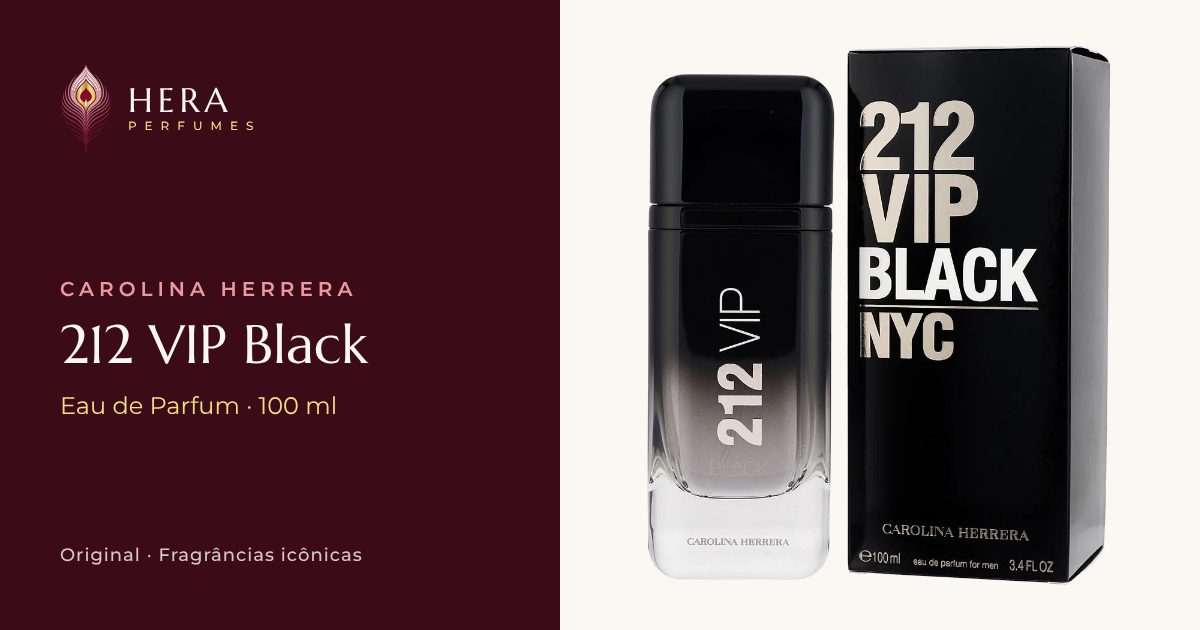 HERA
PERFUMES
CAROLINA HERRERA
212 VIP Black
Eau de Parfum · 100 ml
Original · Fragrâncias icônicas
212 VIP
BLACK
CAROLINA HERRERA
212
VIP
BLACK
NYC
CAROLINA HERRERA
℮100 ml eau de parfum for men 3.4 FL OZ